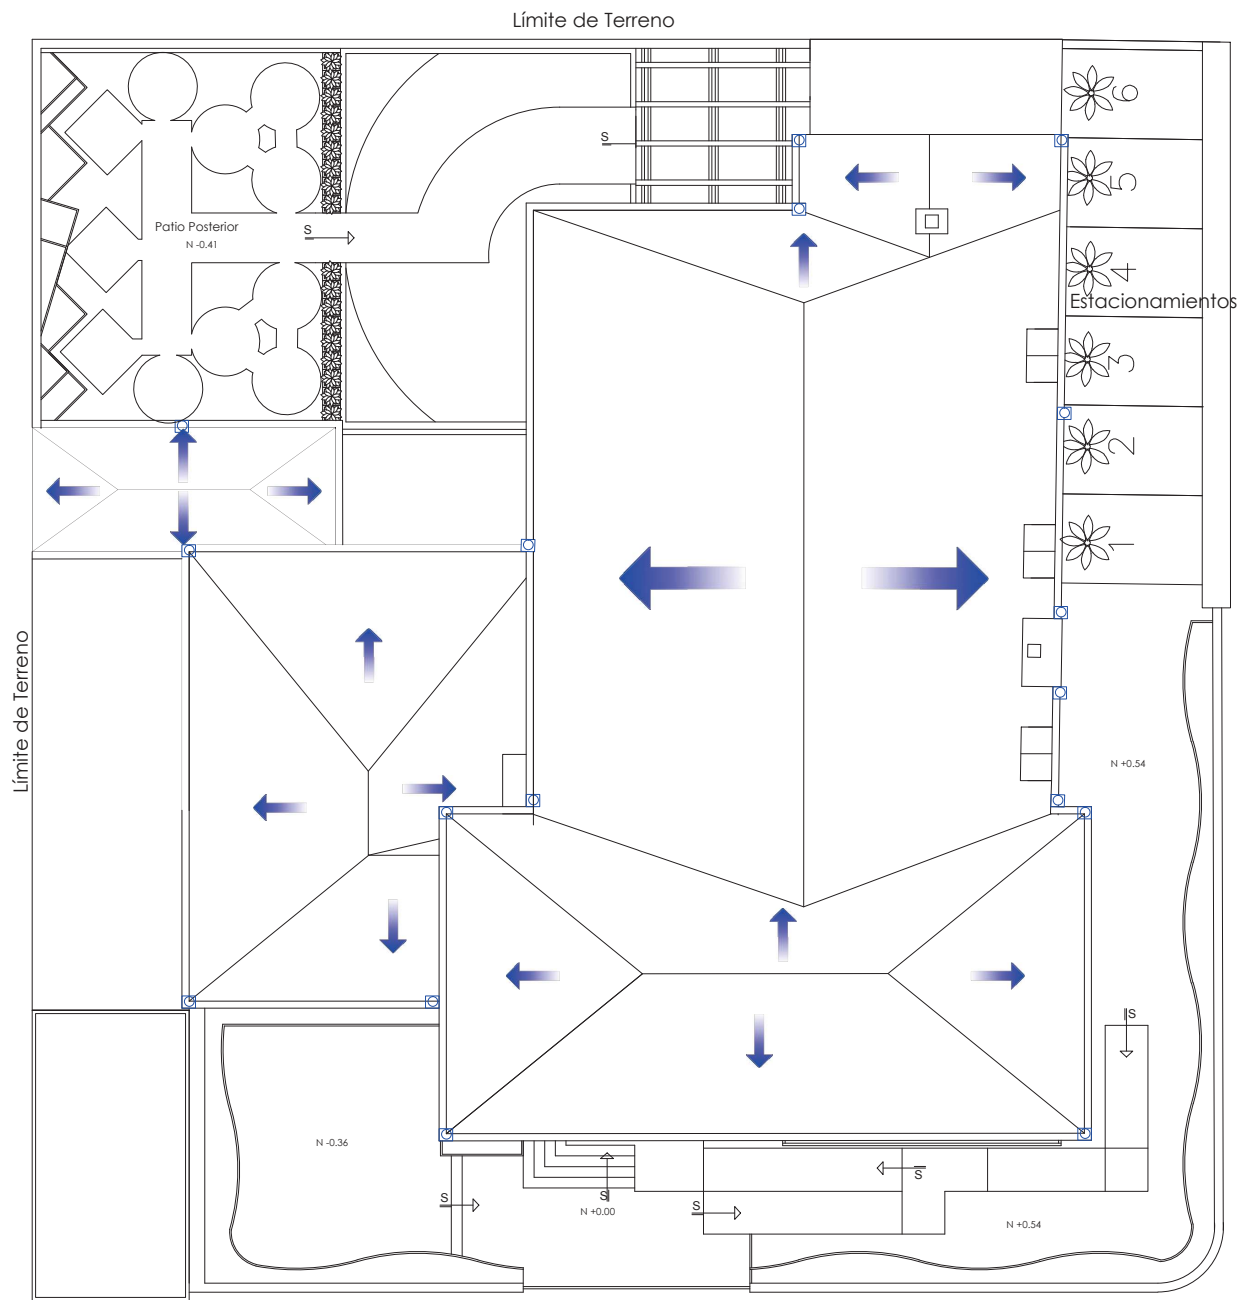 Límite de Terreno
6
S
5
Patio Posterior
N -0.41
S
4
Estacionamientos
3
2
1
Límite de Terreno
N +0.54
S
N -0.36
S
S
S
N +0.00
S
N +0.54